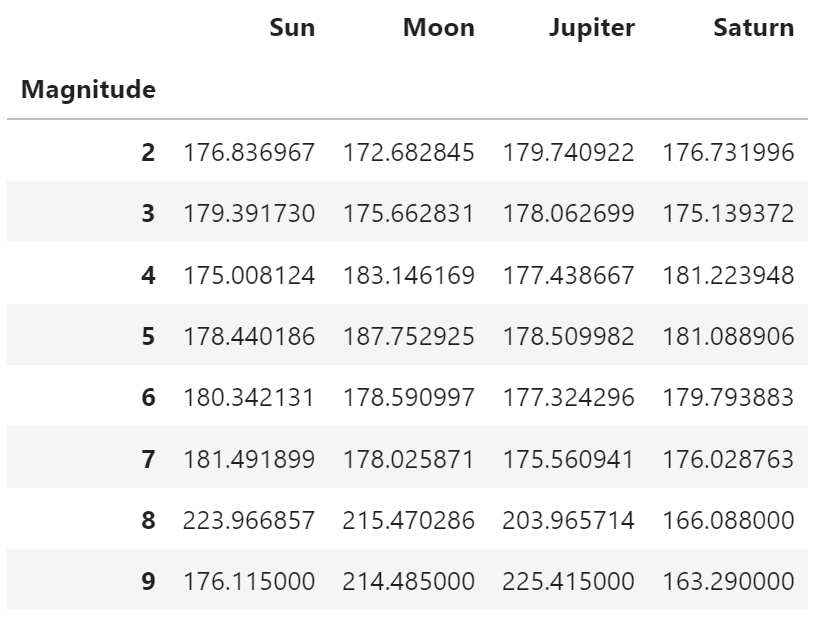 Sun Moon Jupiter Saturn
Magnitude
2 176.836967 172.682845 179.740922 176.731996
3 179.391730 175.662831 178.062699 175.139372
4 175.008124 183.146169 177.438667 181.223948
5 178.440186 187.752925 178.509982 181.088906
6 180.342131 178.590997 177.324296 179.793883
7 181.491899 178.025871 175.560941 176.028763
8 223.966857 215.470286 203.965714 166.088000
9 176.115000 214.485000 225.415000 163.290000